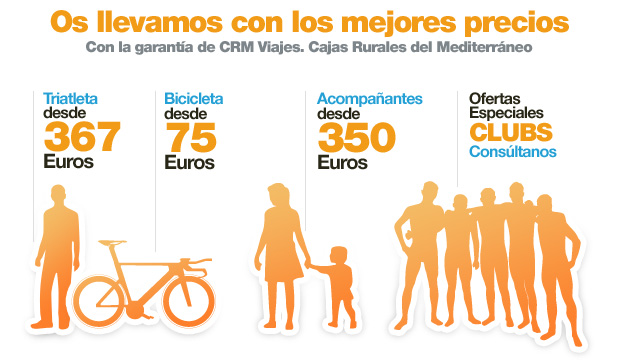 Os llevamos con los mejores precios
Con la garantía de CRM Viajes. Cajas Rurales del Mediterráneo
Triatleta
desde
367
Euros
Bicicleta
desde
75
Euros
Acompañantes
desde
350
Euros
Ofertas
Especiales
CLUBS
Consúltanos